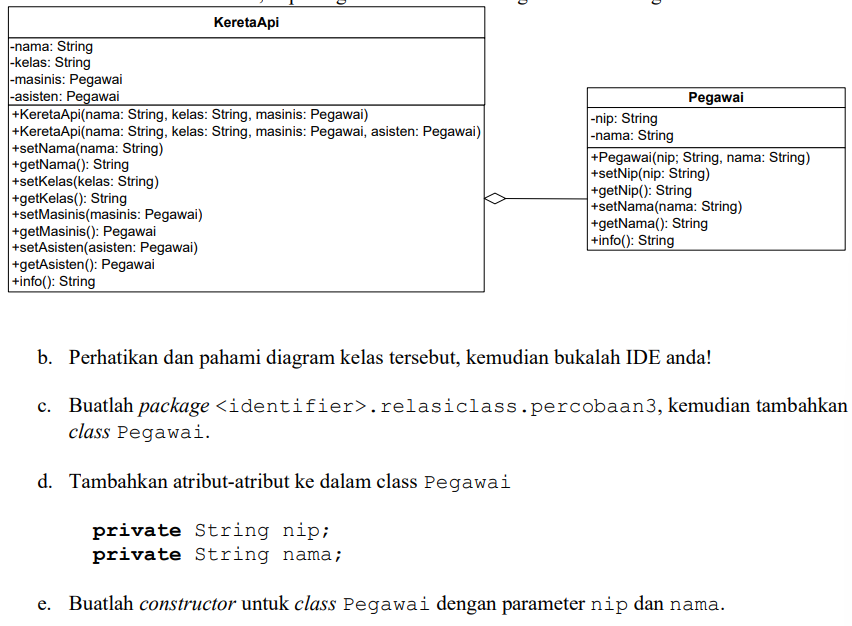 KeretaApi
-nama: String
-kelas: String
-masinis: Pegawai
-asisten: Pegawai
+KeretaApi(nama: String, kelas: String, masinis: Pegawai)
+KeretaApi(nama: String, kelas: String, masinis: Pegawai, asisten: Pegawai)
+setNama(nama: String)
+getNama(): String
+setKelas(kelas: String)
+getKelas(): String
+setMasinis(masinis: Pegawai)
+getMasinis(): Pegawai
+setAsisten(asisten: Pegawai)
+getAsisten(): Pegawai
+info(): String
Pegawai
-nip: String
-nama: String
+Pegawai(nip; String, nama: String)
+setNip(nip: String)
+getNip(): String
+setNama(nama: String)
+getNama(): String
+info(): String
b. Perhatikan dan pahami diagram kelas tersebut, kemudian bukalah IDE anda!
c. Buatlah package <identifier>.relasiclass.percobaan3, kemudian tambahkan
class Pegawai.
d. Tambahkan atribut-atribut ke dalam class Pegawai
private String nip;
private String nama;
e. Buatlah constructor untuk class Pegawai dengan parameter nip dan nama.